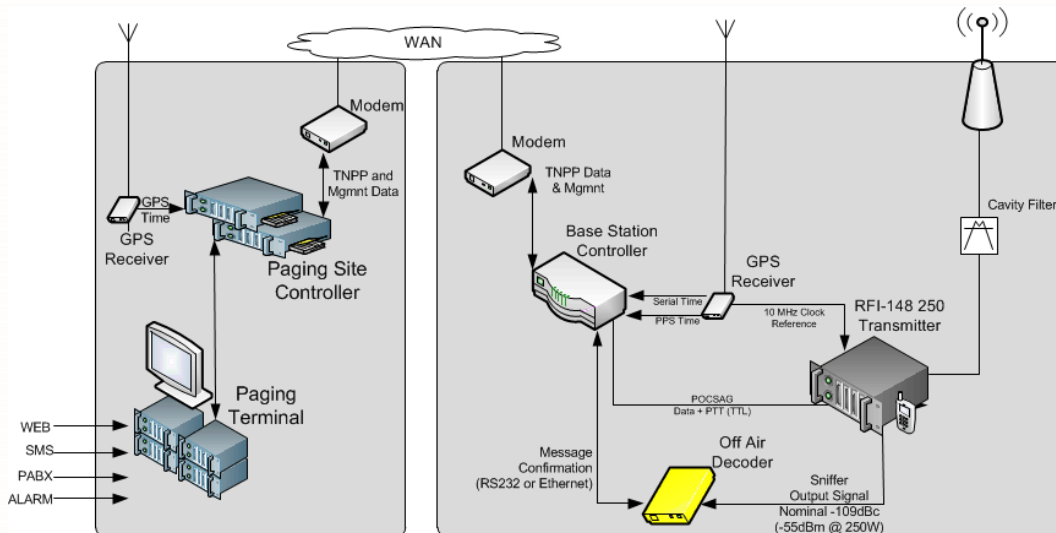 WAN
Modem
TNPP and
Mgmnt Data
GPS
Time
GPS
Receiver
Paging Site
Controller
Paging
Terminal
WEB
SMS
PABX
ALARM
Modem
TNPP Data
& Mgmnt
Base Station
Controller
GPS
Receiver
Serial Time
PPS Time
10 MHz Clock
Reference
Cavity Filter
RFI-148 250
Transmitter
POCSAG
Data + PTT (TTL)
Message
Confirmation
(RS232 or Ethernet)
Off Air
Decoder
Sniffer
Output Signal
Nominal -109dBc
(-55dBm @ 250W)